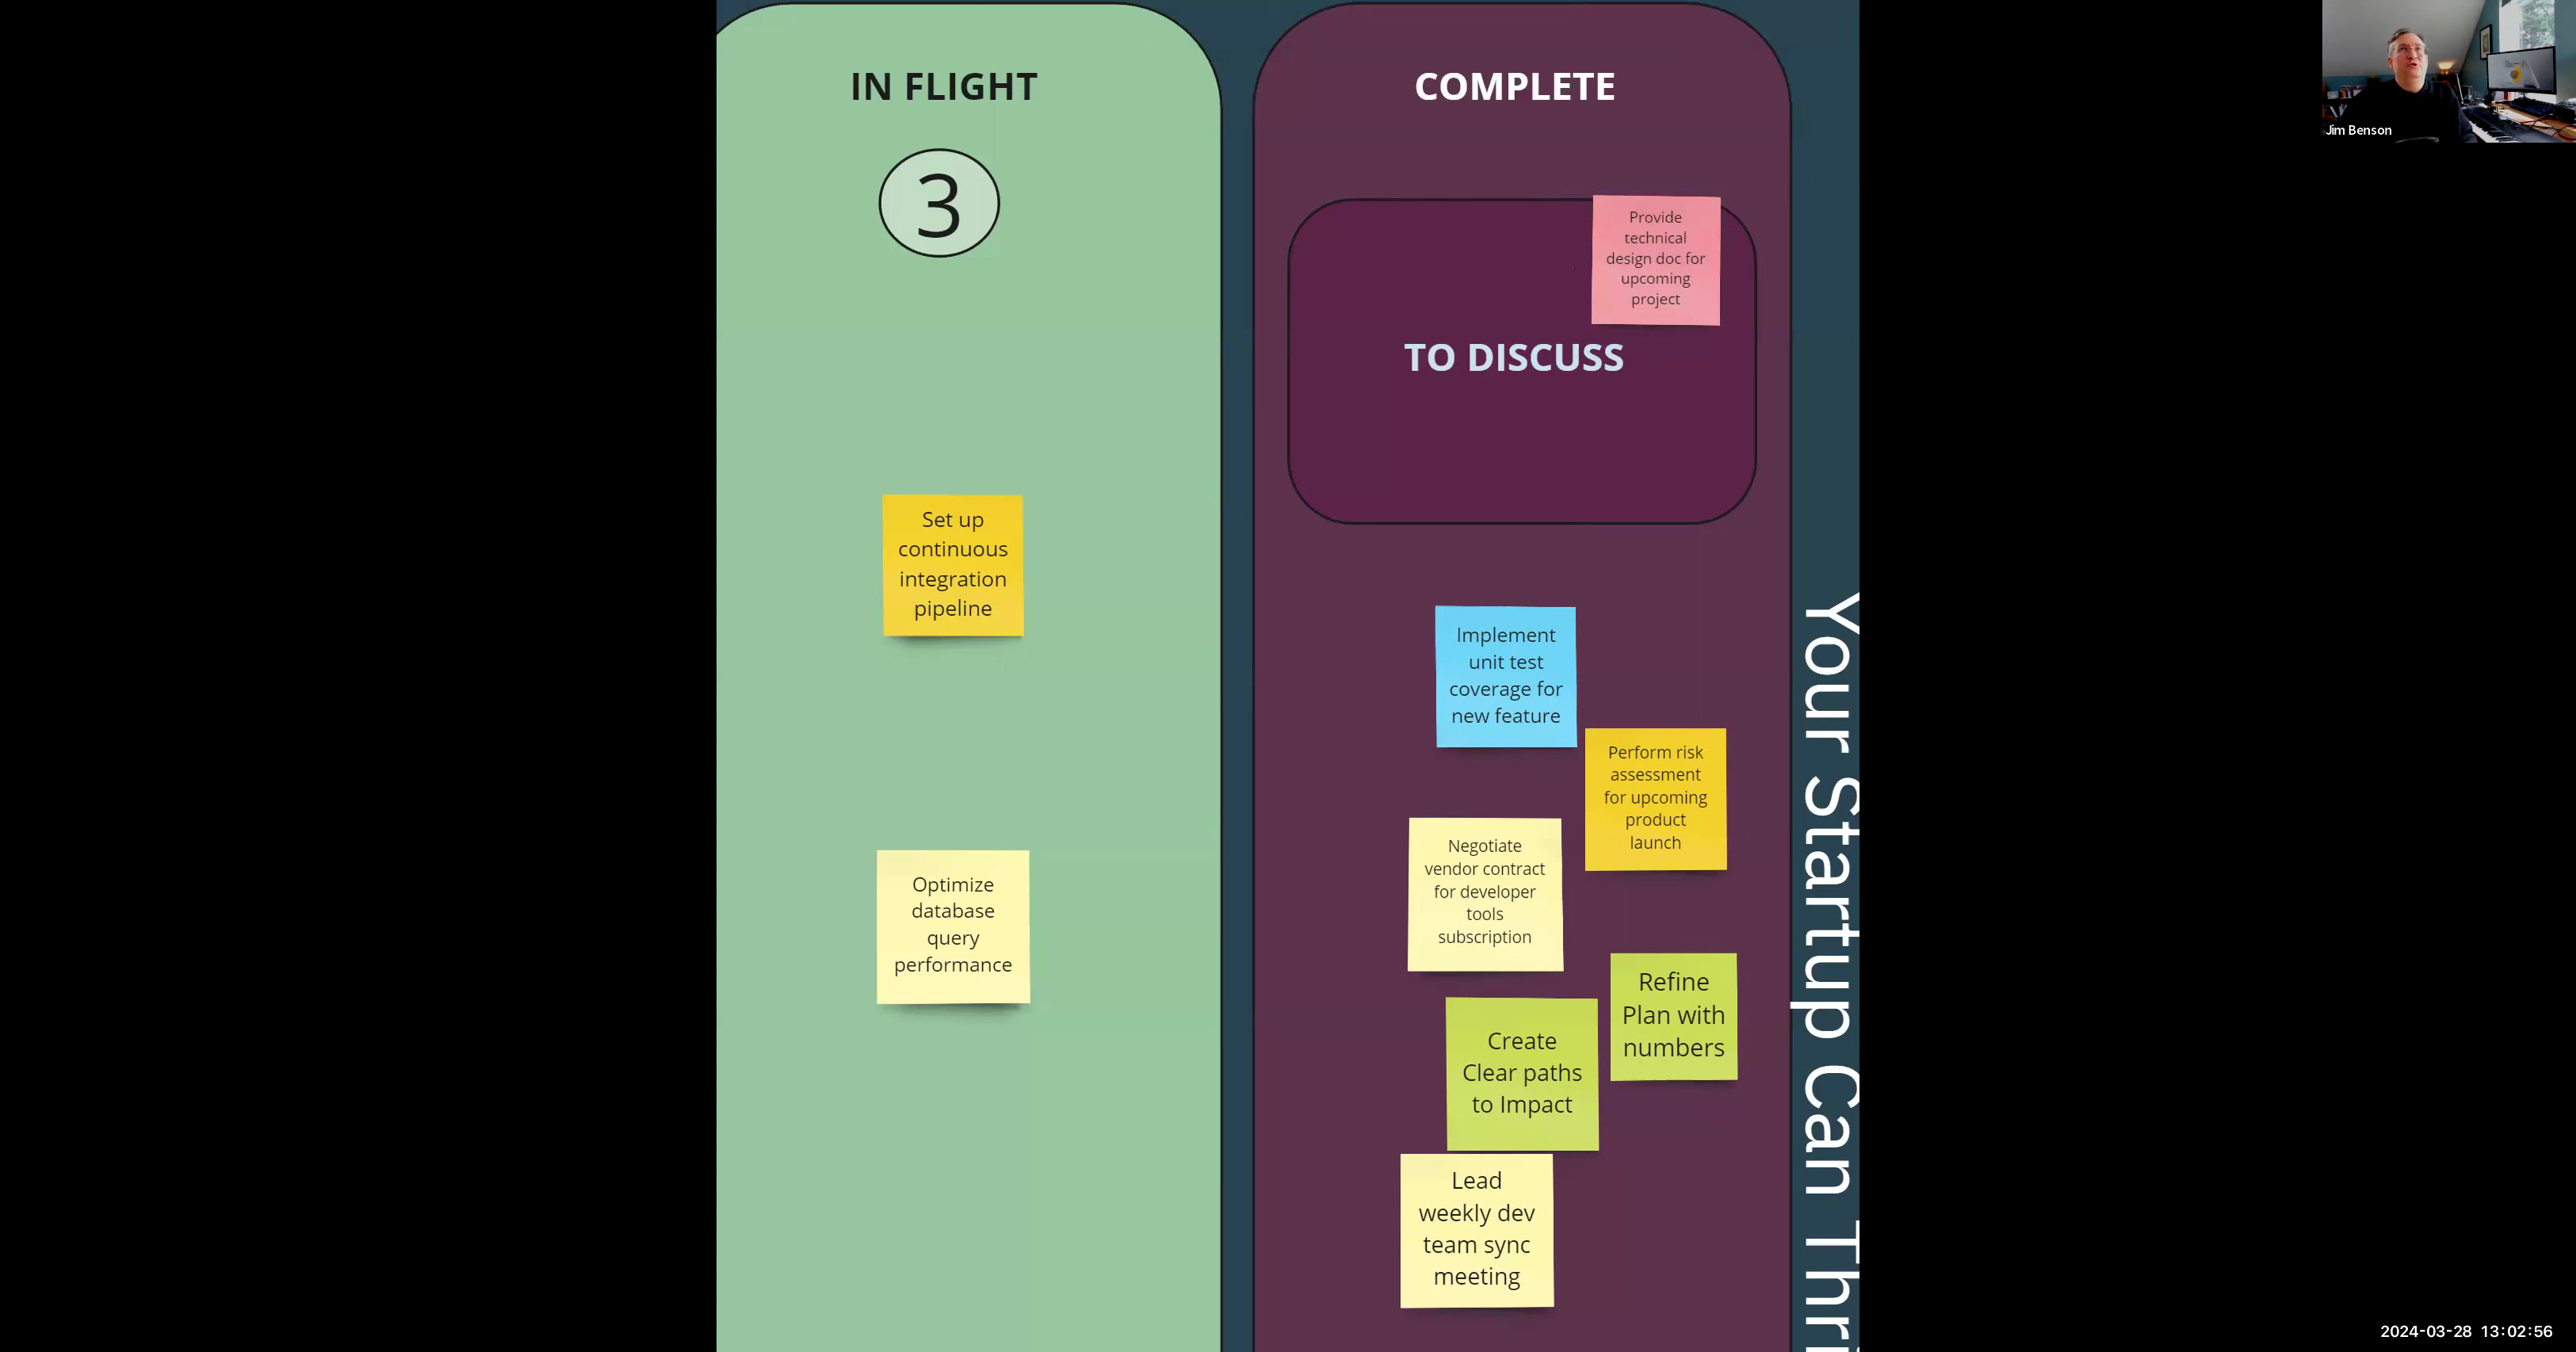 IN FLIGHT
3
Set up
continuous
integration
pipeline
Optimize
database
query
performance
COMPLETE
Provide
technical
design doc for
upcoming
project
TO DISCUSS
Implement
unit test
coverage for
new feature
Perform risk
assessment
for upcoming
product
launch
Negotiate
vendor contract
for developer
tools
subscription
Refine
Plan with
numbers
Create
Clear paths
to Impact
Lead
weekly dev
team sync
meeting
Your Startup Can Thri
Jim Benson
2024-03-28 13:02:56